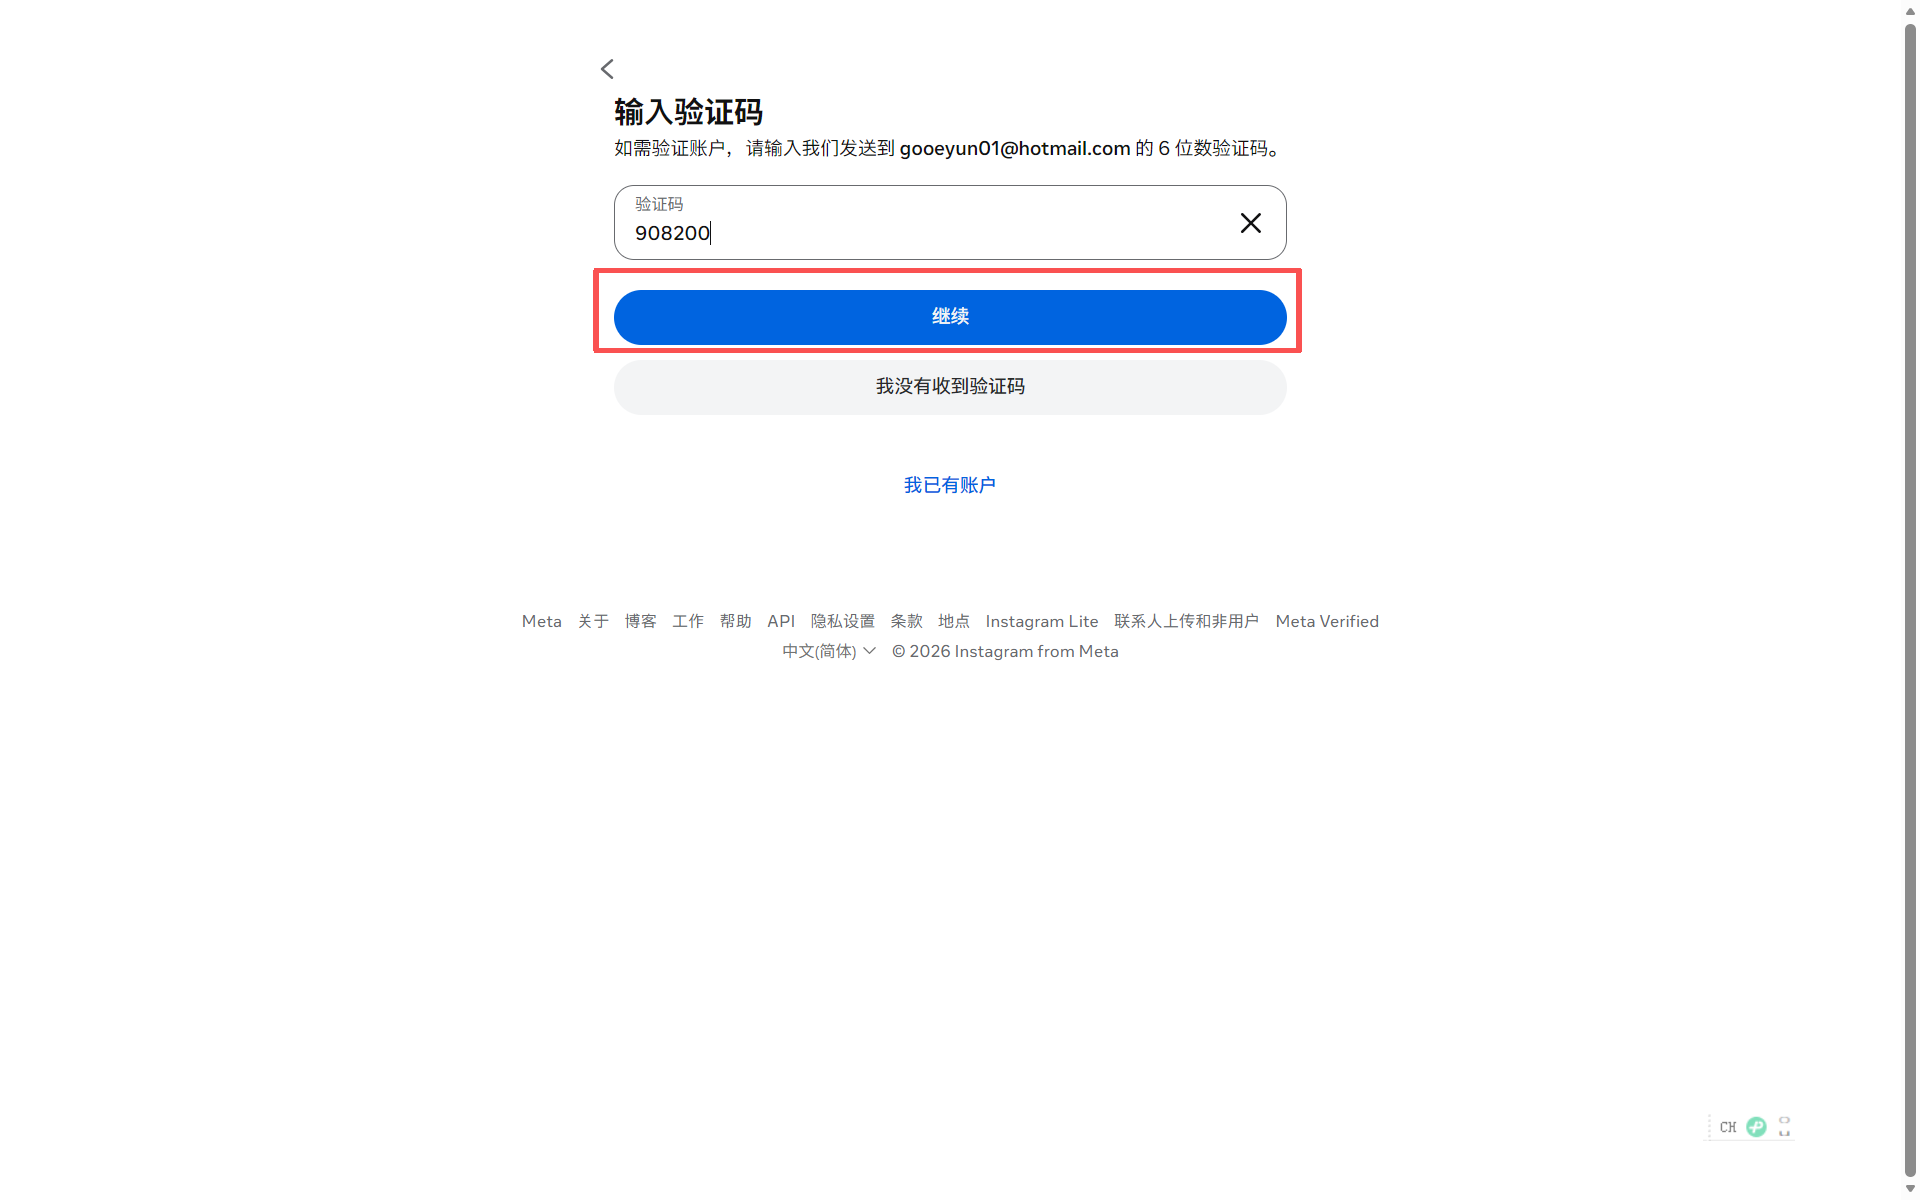 输入验证码
如需验证账户，请输入我们发送到 gooeyun01@hotmail.com 的 6 位数验证码。
验证码
908200
继续
我没有收到验证码
我已有账户
Meta 关于 博客 工作 帮助 API 隐私设置 条款 地点 Instagram Lite 联系人上传和非用户 Meta Verified
中文(简体) © 2026 Instagram from Meta
CH